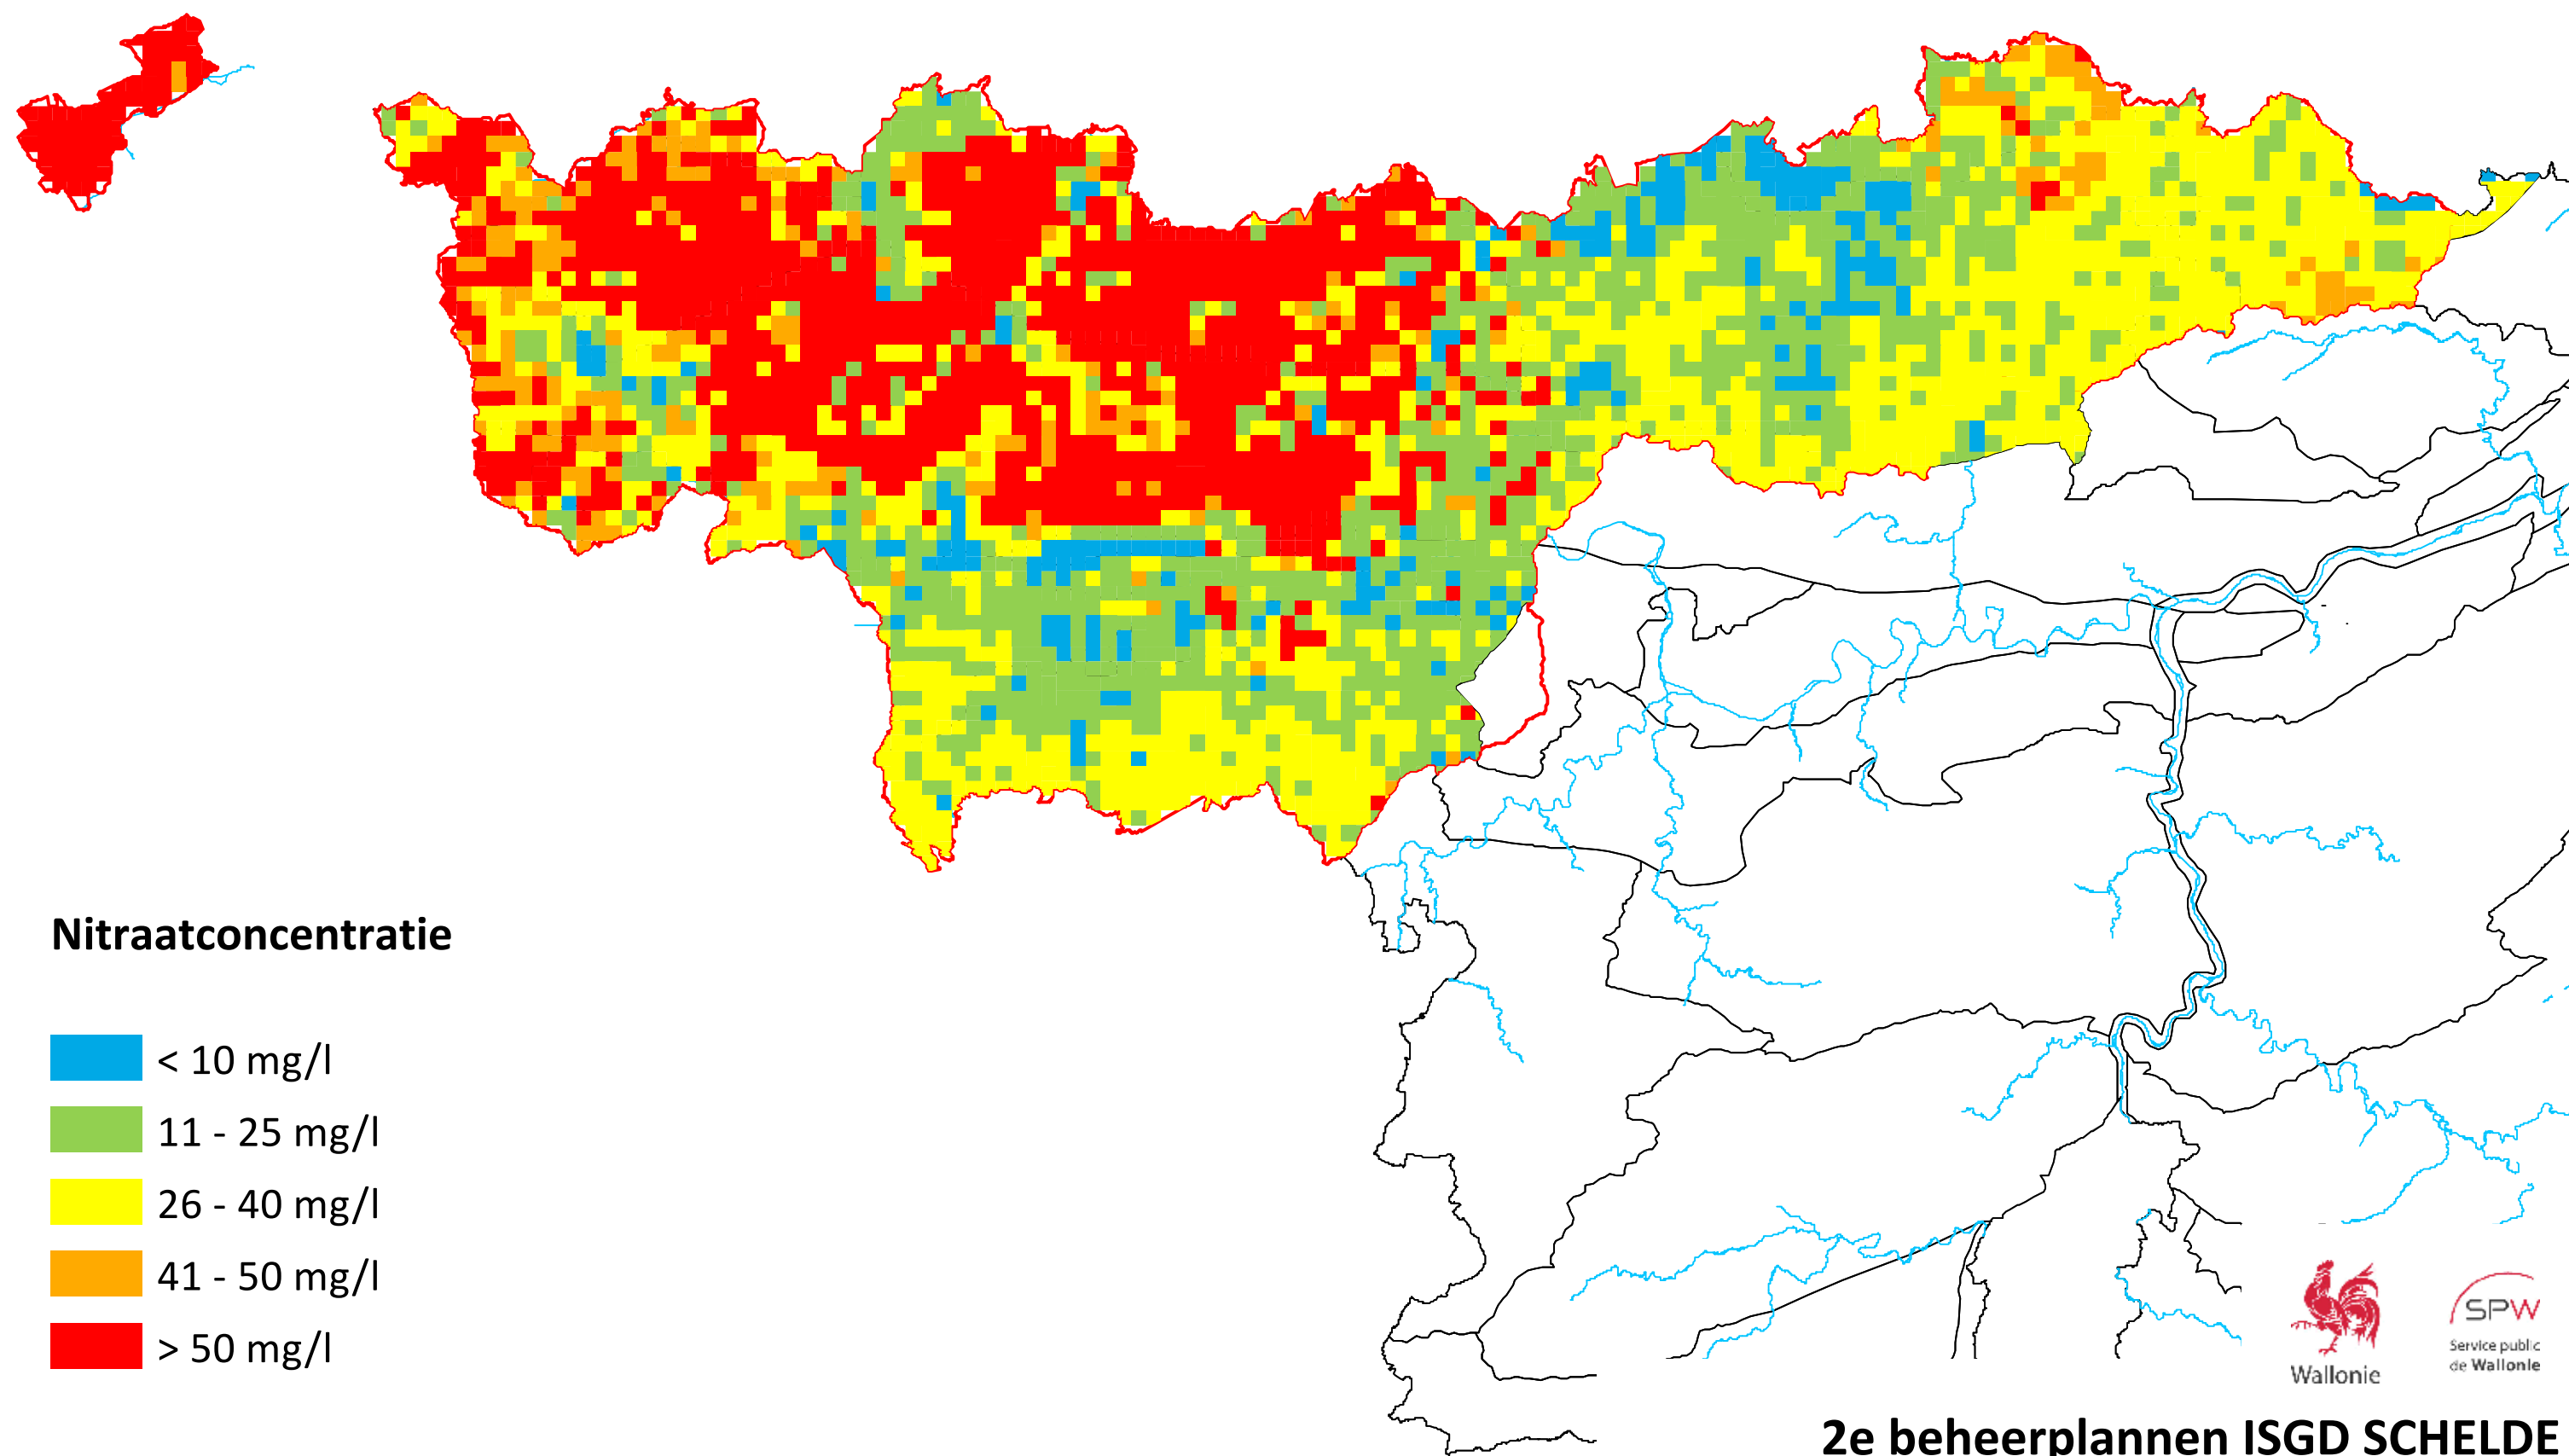 Nitraatconcentratie
< 10 mg/l
11 - 25 mg/l
26 - 40 mg/l
41 - 50 mg/l
> 50 mg/l
Wallonie
SPW
Service public
de Wallonie
2e beheerplannen ISGD SCHELDE